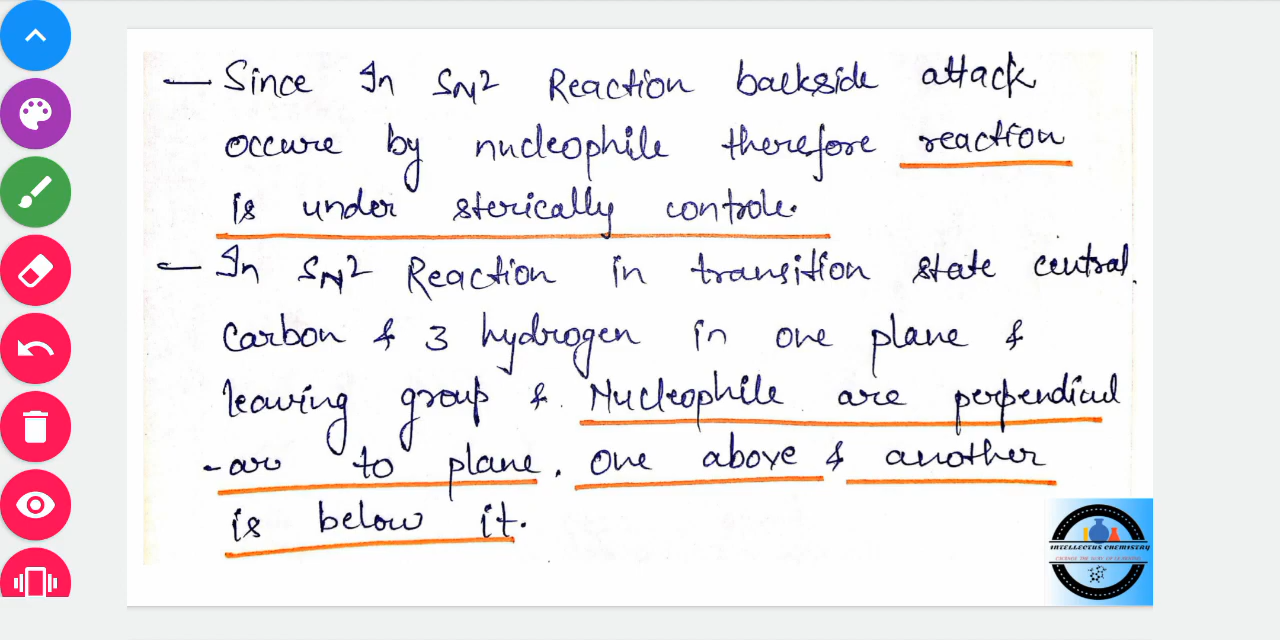 — Since In SN2 Reaction backside attack
occure by nucleophile therefore reaction
is under sterically controle.
— In SN2 Reaction in transition state central
Carbon & 3 hydrogen in one plane &
leaving group & Nucleophile are perpendicul
-ar to plane. One above & another
is below it.
INTELLECTUS CHEMISTRY